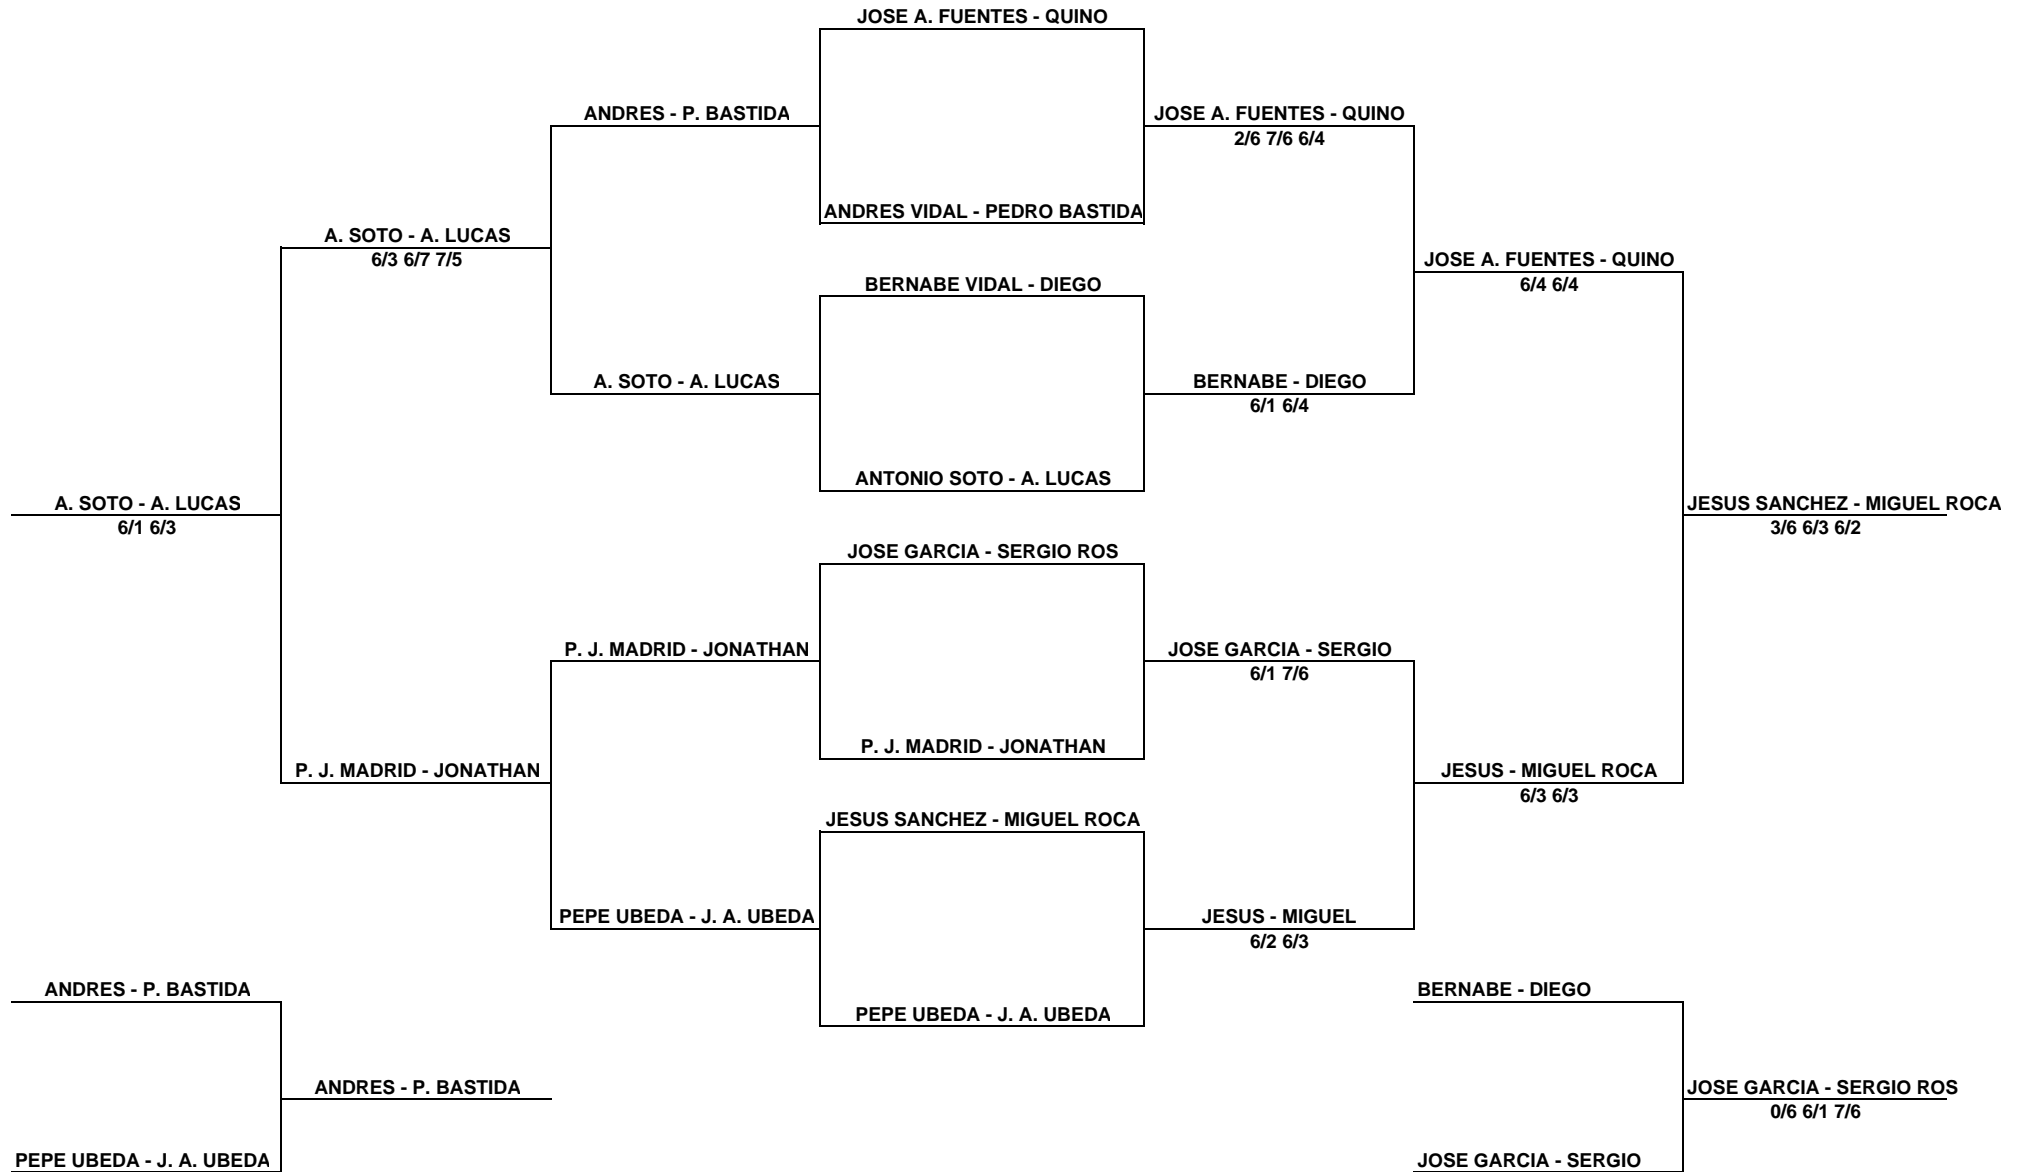 JOSE A. FUENTES - QUINO
ANDRES - P. BASTIDA
JOSE A. FUENTES - QUINO
2/6 7/6 6/4
ANDRES VIDAL - PEDRO BASTIDA
A. SOTO - A. LUCAS
6/3 6/7 7/5
JOSE A. FUENTES - QUINO
6/4 6/4
BERNABE VIDAL - DIEGO
A. SOTO - A. LUCAS
BERNABE - DIEGO
6/1 6/4
ANTONIO SOTO - A. LUCAS
A. SOTO - A. LUCAS
6/1 6/3
JESUS SANCHEZ - MIGUEL ROCA
3/6 6/3 6/2
JOSE GARCIA - SERGIO ROS
P. J. MADRID - JONATHAN
JOSE GARCIA - SERGIO
6/1 7/6
P. J. MADRID - JONATHAN
P. J. MADRID - JONATHAN
JESUS - MIGUEL ROCA
6/3 6/3
JESUS SANCHEZ - MIGUEL ROCA
PEPE UBEDA - J. A. UBEDA
JESUS - MIGUEL
6/2 6/3
ANDRES - P. BASTIDA
BERNABE - DIEGO
PEPE UBEDA - J. A. UBEDA
ANDRES - P. BASTIDA
JOSE GARCIA - SERGIO ROS
0/6 6/1 7/6
PEPE UBEDA - J. A. UBEDA
JOSE GARCIA - SERGIO